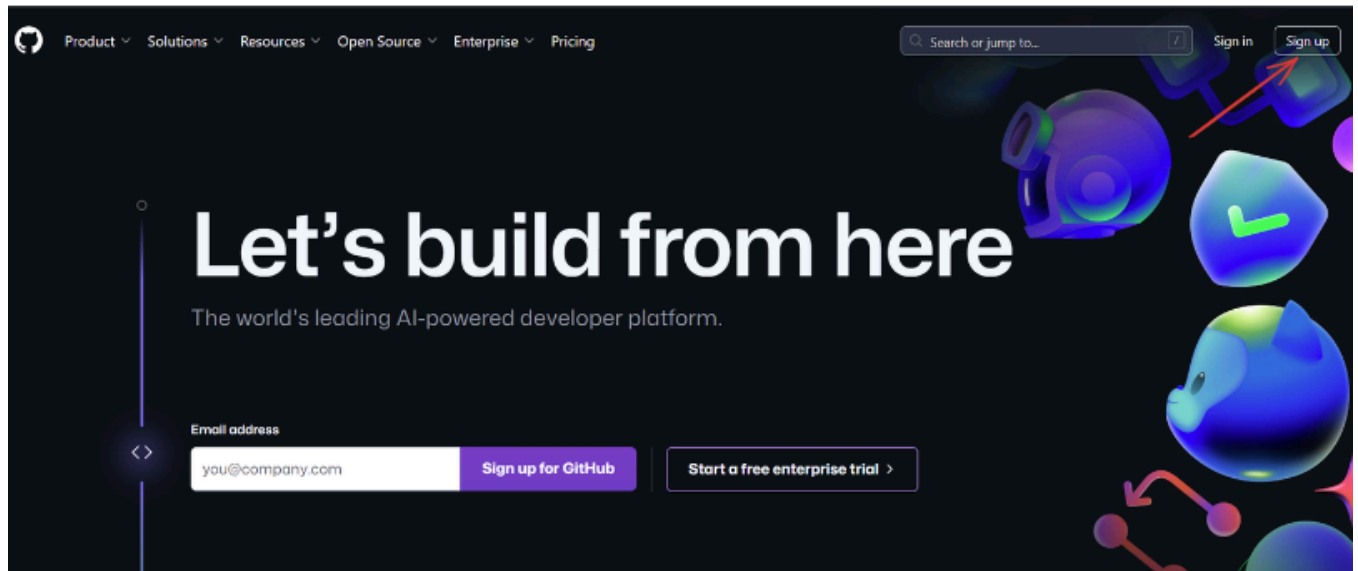 Product Solutions Resources Open Source Enterprise Pricing Search or jump to... / Sign in Sign up
Let's build from here
The world's leading AI-powered developer platform.
Email address
you@company.com Sign up for GitHub Start a free enterprise trial >